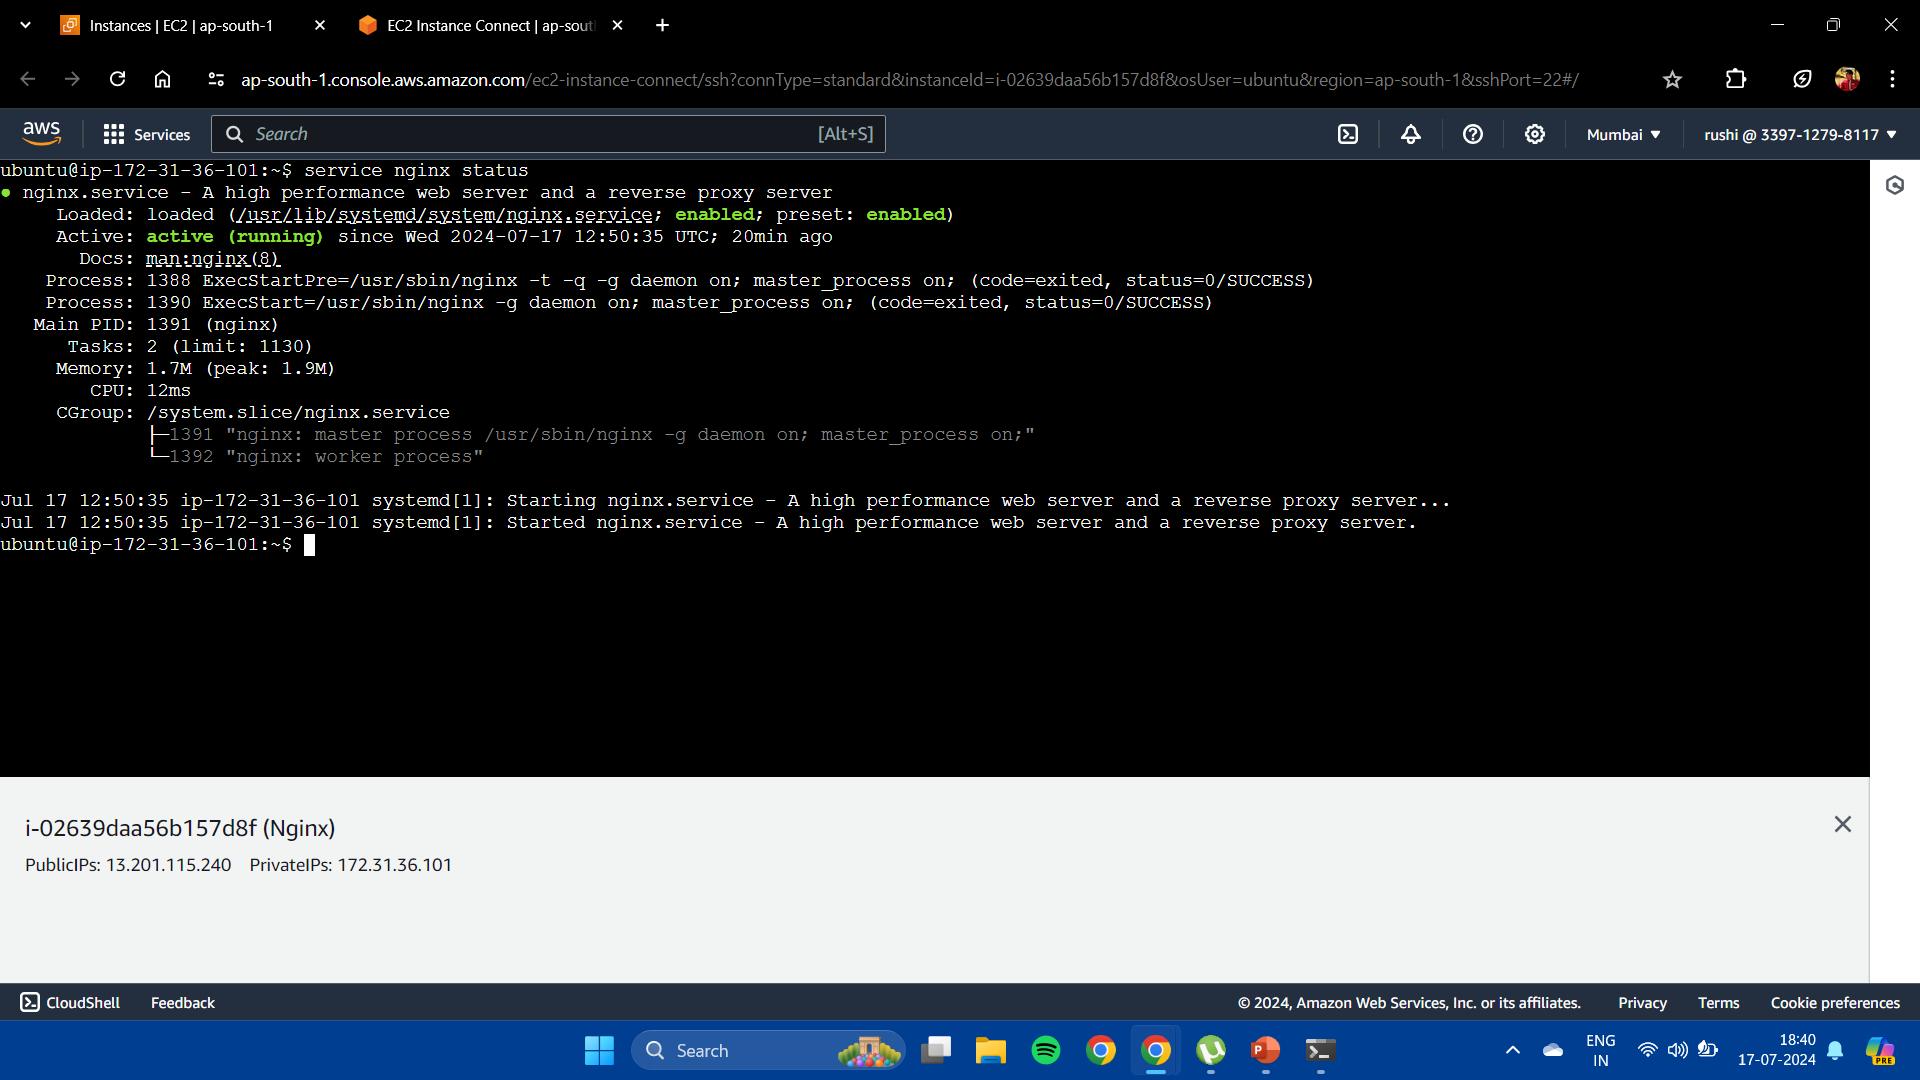 Instances | EC2 | ap-south-1
EC2 Instance Connect | ap-sout
ap-south-1.console.aws.amazon.com/ec2-instance-connect/ssh?connType=standard&instanceId=i-02639daa56b157d8f&osUser=ubuntu&region=ap-south-1&sshPort=22#/
aws Services Search [Alt+S] Mumbai ▼ rushi @ 3397-1279-8117 ▼
ubuntu@ip-172-31-36-101:~$ service nginx status
● nginx.service - A high performance web server and a reverse proxy server
Loaded: loaded (/usr/lib/systemd/system/nginx.service; enabled; preset: enabled)
Active: active (running) since Wed 2024-07-17 12:50:35 UTC; 20min ago
Docs: man:nginx(8)
Process: 1388 ExecStartPre=/usr/sbin/nginx -t -q -g daemon on; master_process on; (code=exited, status=0/SUCCESS)
Process: 1390 ExecStart=/usr/sbin/nginx -g daemon on; master_process on; (code=exited, status=0/SUCCESS)
Main PID: 1391 (nginx)
Tasks: 2 (limit: 1130)
Memory: 1.7M (peak: 1.9M)
CPU: 12ms
CGroup: /system.slice/nginx.service
├─1391 "nginx: master process /usr/sbin/nginx -g daemon on; master_process on;"
└─1392 "nginx: worker process"
Jul 17 12:50:35 ip-172-31-36-101 systemd[1]: Starting nginx.service - A high performance web server and a reverse proxy server...
Jul 17 12:50:35 ip-172-31-36-101 systemd[1]: Started nginx.service - A high performance web server and a reverse proxy server.
ubuntu@ip-172-31-36-101:~$
i-02639daa56b157d8f (Nginx)
PublicIPs: 13.201.115.240 PrivateIPs: 172.31.36.101
CloudShell Feedback © 2024, Amazon Web Services, Inc. or its affiliates. Privacy Terms Cookie preferences
Search
ENG
IN
18:40
17-07-2024
PRE